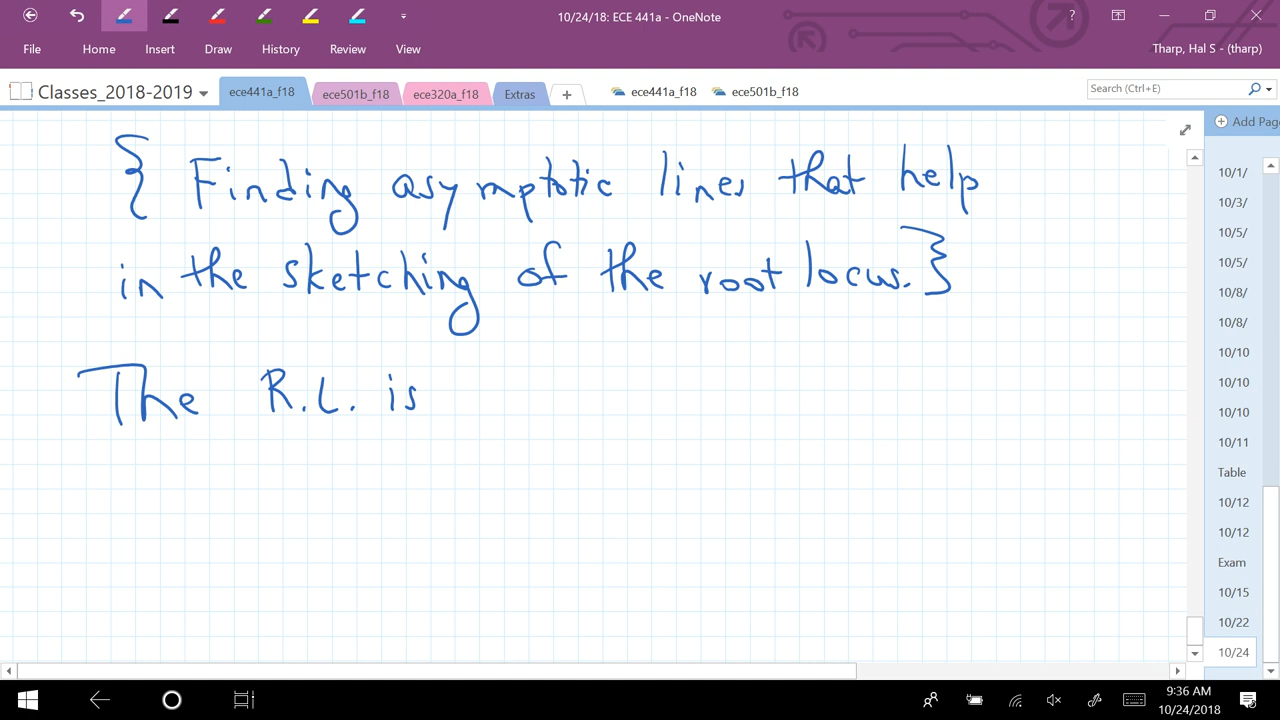 10/24/18: ECE 441a - OneNote
?
File
Home
Insert
Draw
History
Review
View
Tharp, Hal S - (tharp)
Classes_2018-2019
ece441a_f18
ece501b_f18
ece320a_f18
Extras
+
ece441a_f18
ece501b_f18
Search (Ctrl+E)
Add Pag
{ Finding asymptotic lines that help
in the sketching of the root locus. }
The R.L. is
10/1/
10/3/
10/5/
10/5/
10/8/
10/8/
10/10
10/10
10/10
10/11
Table
10/12
10/12
Exam
10/15
10/22
10/24
9:36 AM
10/24/2018